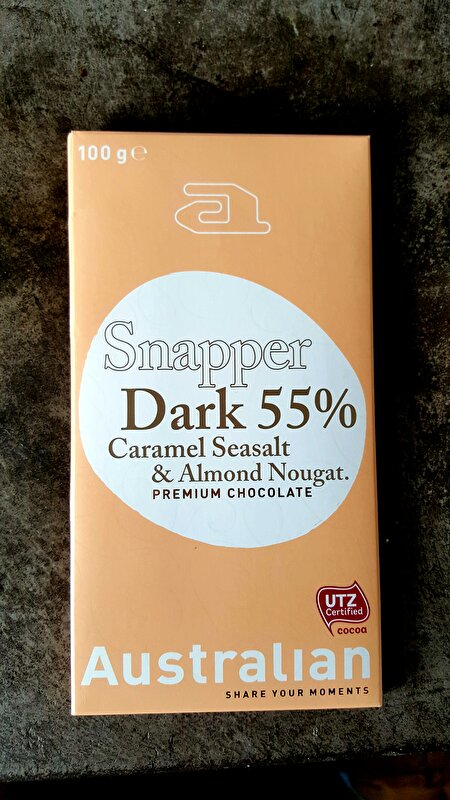 100 g ℮
a
Snapper
Dark 55%
Caramel Seasalt
& Almond Nougat.
PREMIUM CHOCOLATE
UTZ
Certified
cocoa
Australian
SHARE YOUR MOMENTS